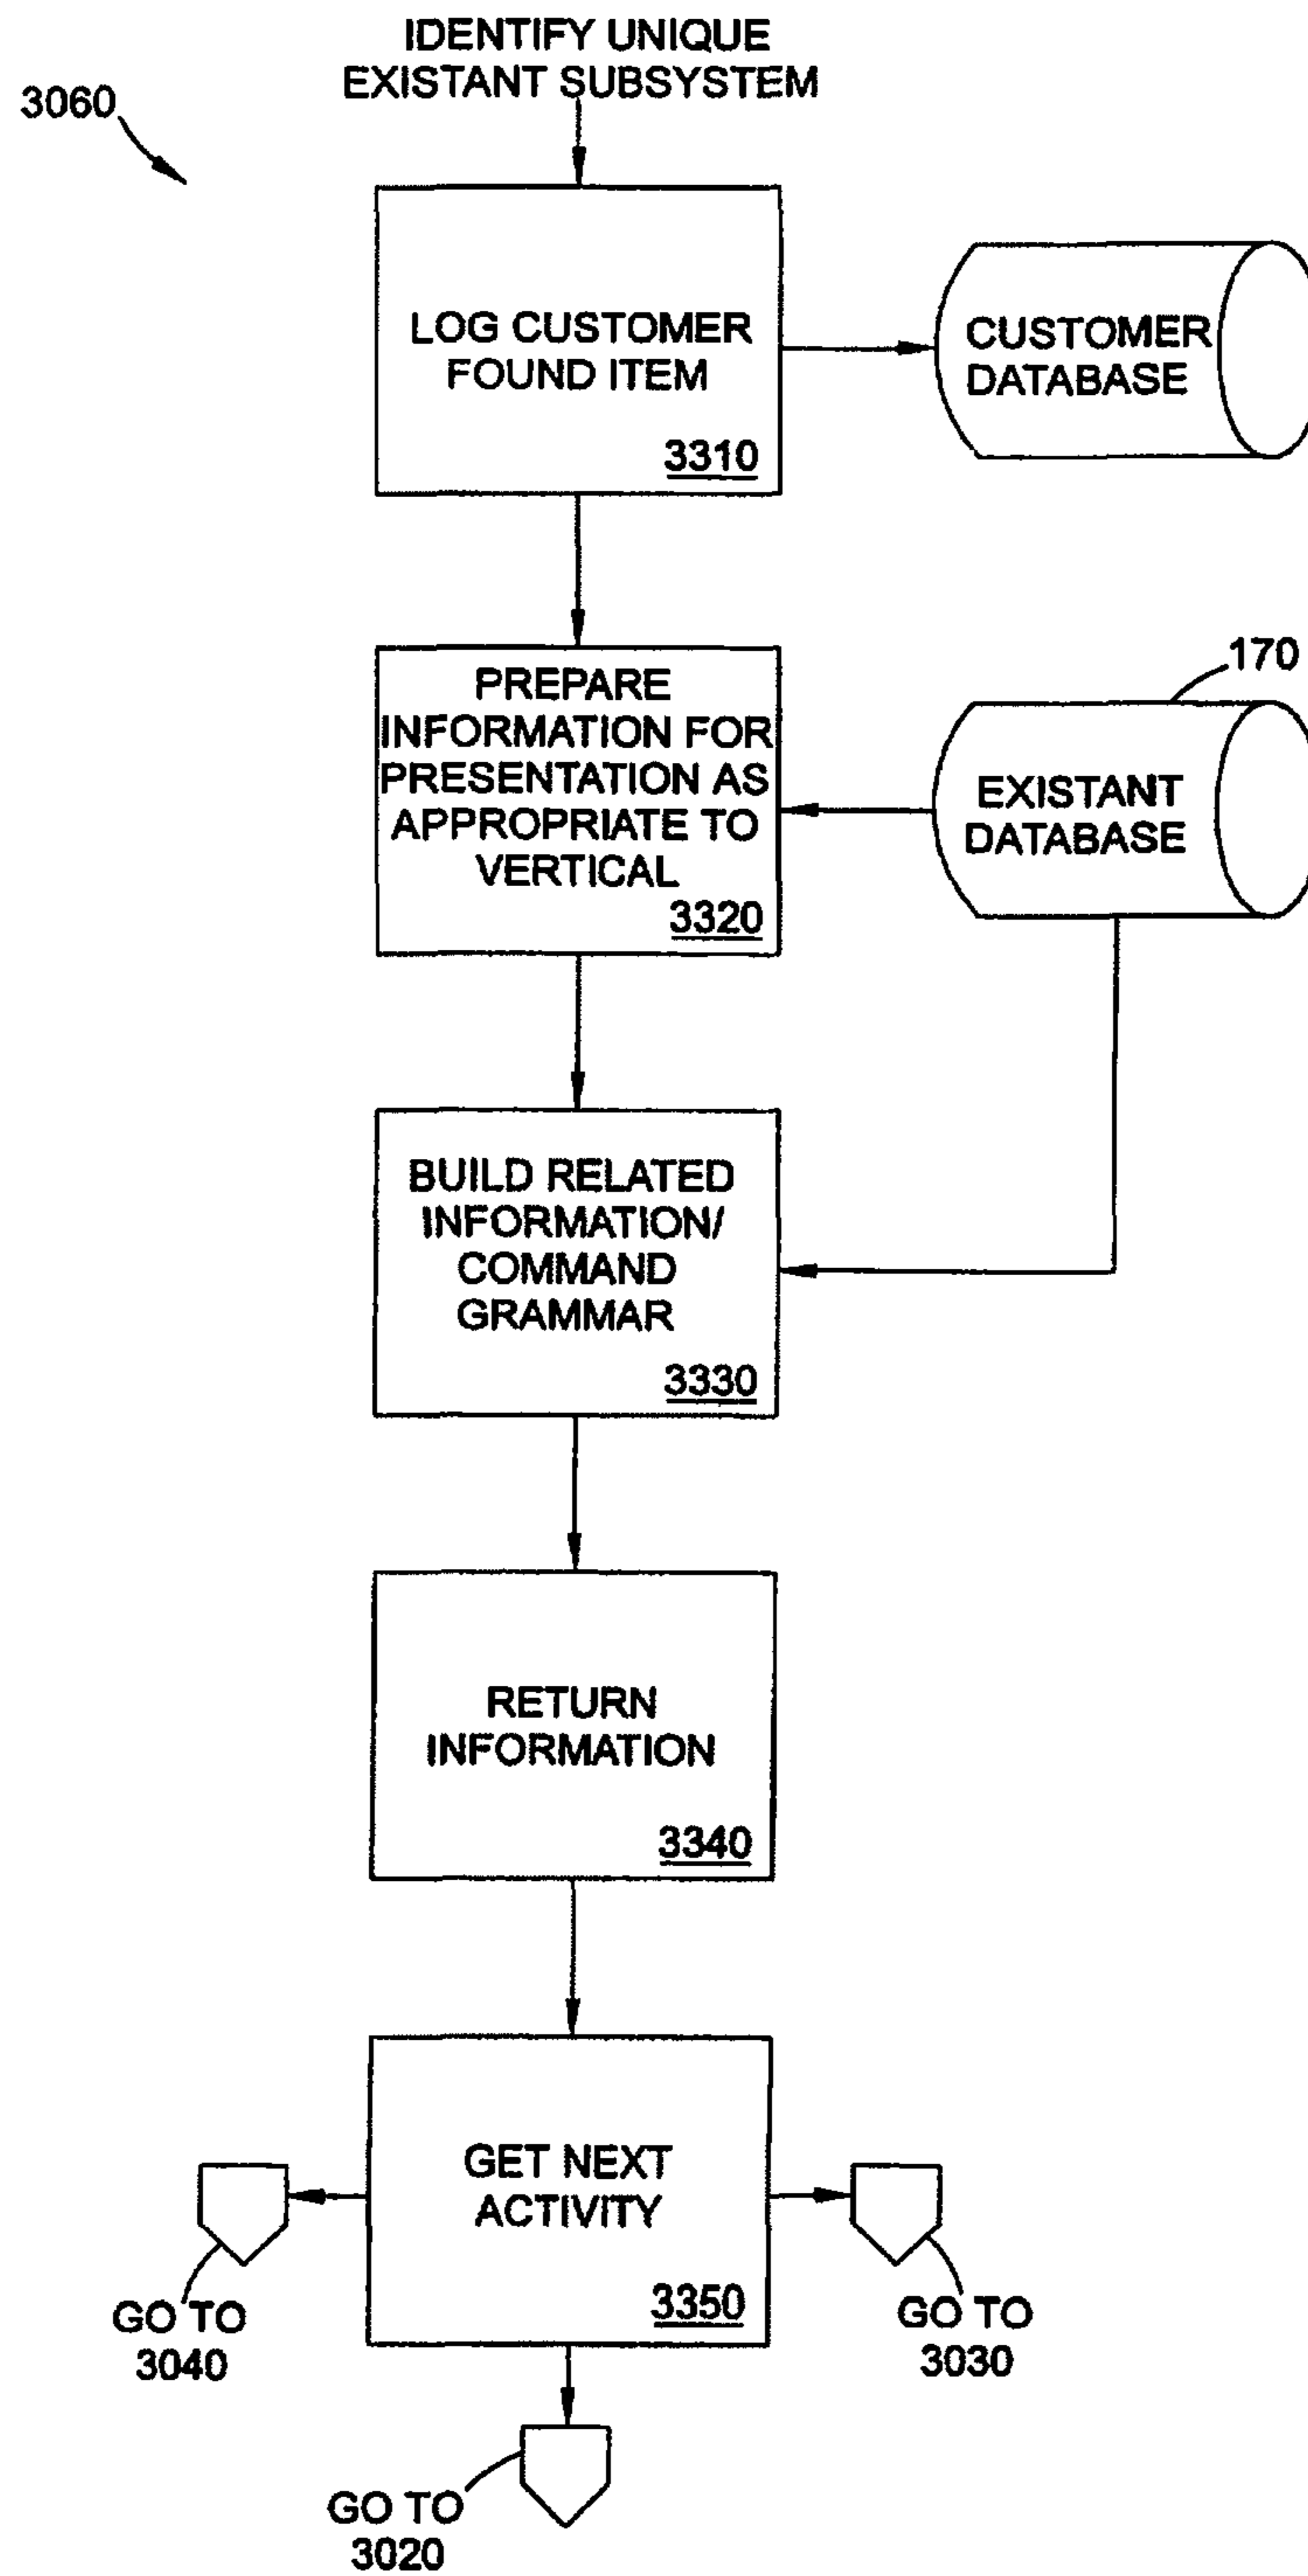 IDENTIFY UNIQUE
EXISTANT SUBSYSTEM
3060
LOG CUSTOMER
FOUND ITEM
3310
CUSTOMER
DATABASE
PREPARE
INFORMATION FOR
PRESENTATION AS
APPROPRIATE TO
VERTICAL
3320
170
EXISTANT
DATABASE
BUILD RELATED
INFORMATION/
COMMAND
GRAMMAR
3330
RETURN
INFORMATION
3340
GET NEXT
ACTIVITY
3350
GO TO
3040
GO TO
3030
GO TO
3020